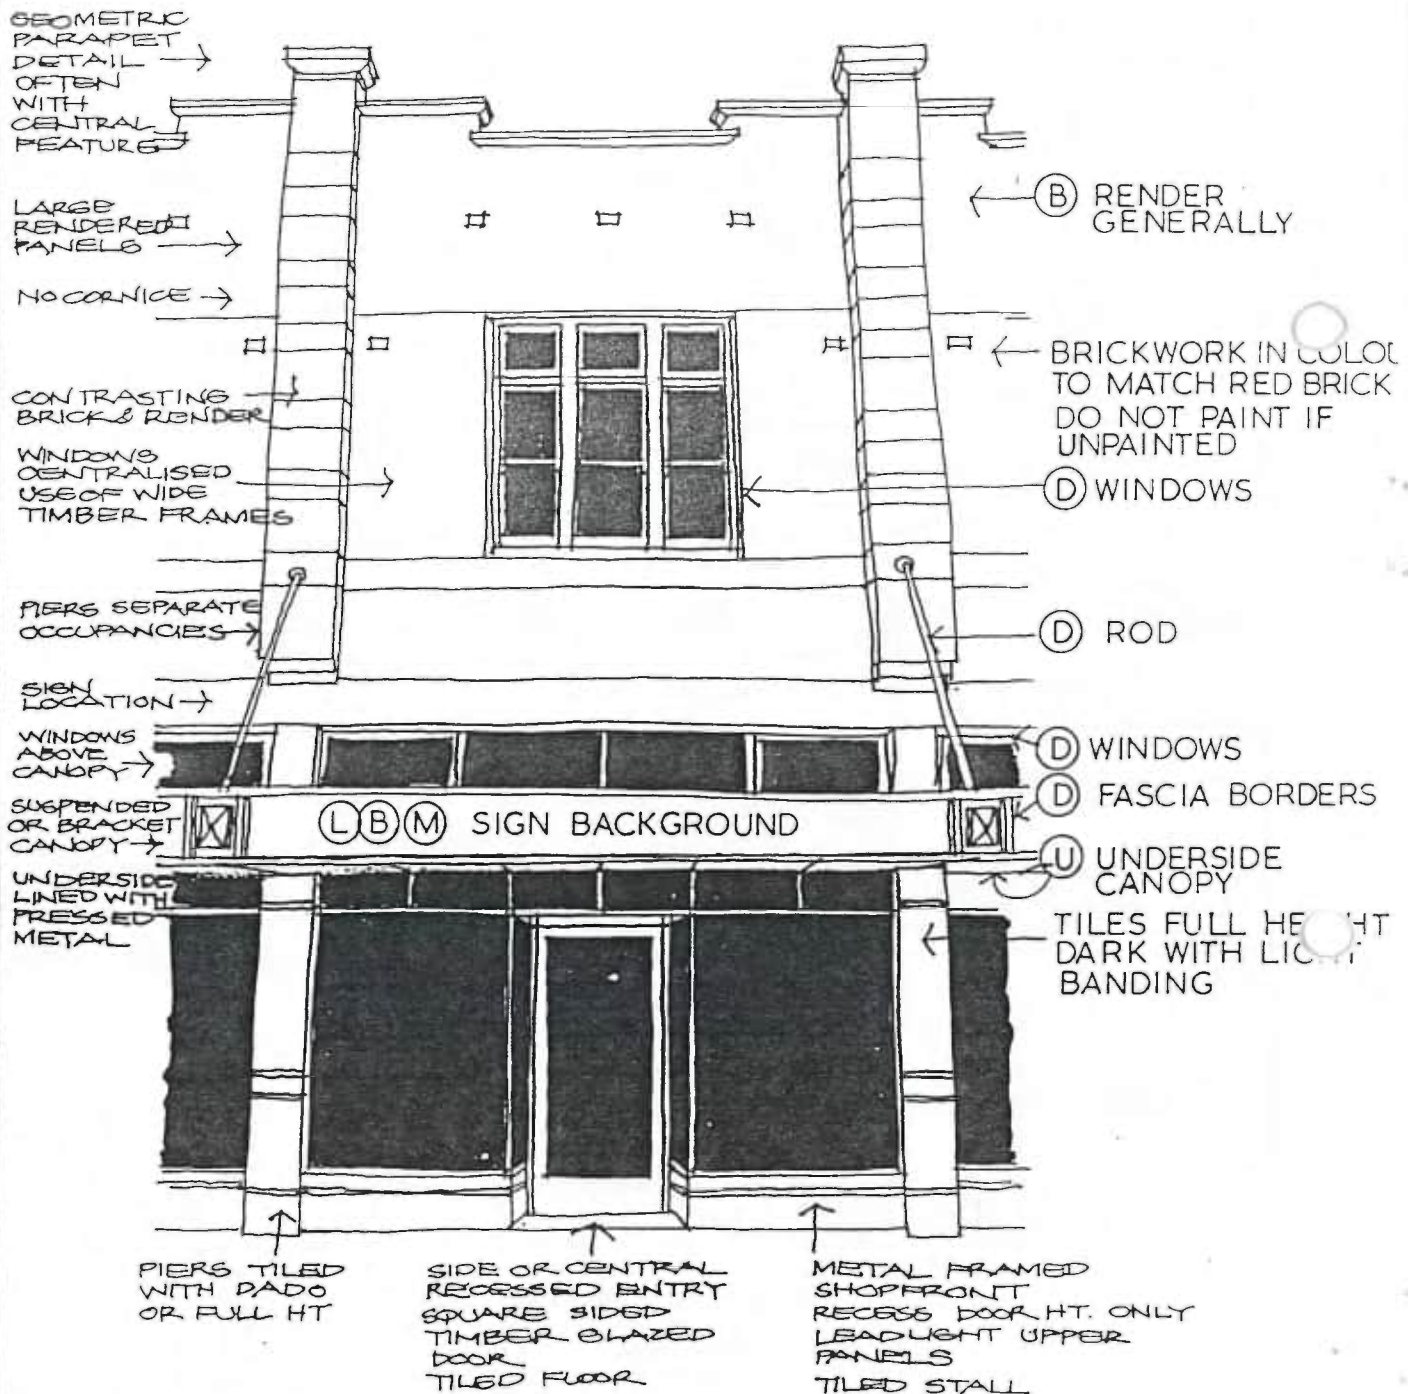 GEOMETRIC
PARAPET
DETAIL
OFTEN
WITH
CENTRAL
FEATURE
LARGE
RENDERED
PANELS
NO CORNICE
CONTRASTING
BRICK & RENDER
WINDOWS
CENTRALISED
USE OF WIDE
TIMBER FRAMES
PIERS SEPARATE
OCCUPANCIES
SIGN
LOCATION
WINDOWS
ABOVE
CANOPY
SUSPENDED
OR BRACKET
CANOPY
UNDERSIDE
LINED WITH
PRESSED
METAL
B RENDER
GENERALLY
BRICKWORK IN COLOU
TO MATCH RED BRICK
DO NOT PAINT IF
UNPAINTED
D WINDOWS
D ROD
D WINDOWS
D FASCIA BORDERS
L B M SIGN BACKGROUND
U UNDERSIDE
CANOPY
TILES FULL HE HT
DARK WITH LIGHT
BANDING
PIERS TILED
WITH DADO
OR FULL HT
SIDE OR CENTRAL
RECESSED ENTRY
SQUARE SIDED
TIMBER GLAZED
DOOR
TILED FLOOR
METAL FRAMED
SHOPFRONT
RECESS DOOR HT. ONLY
LEADLIGHT UPPER
PANELS
TILED STALL